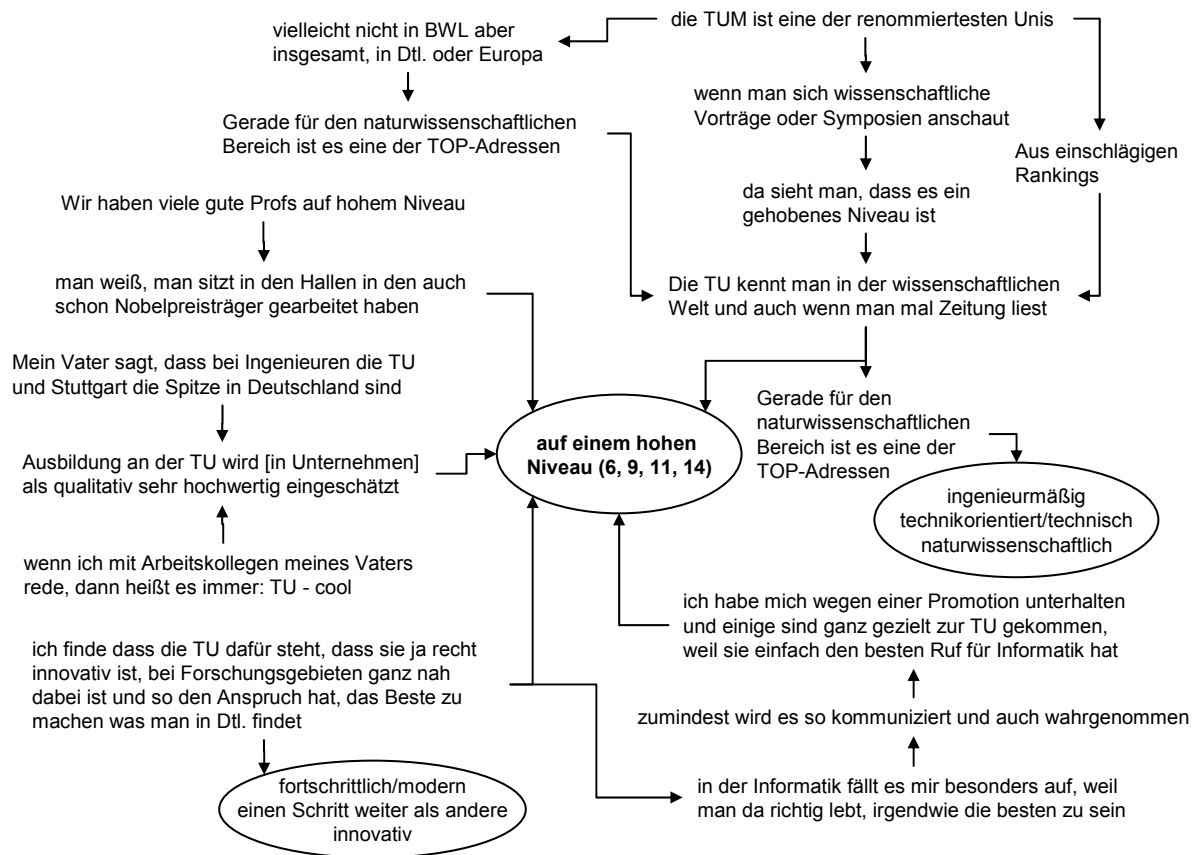 die TUM ist eine der renommiertesten Unis
vielleicht nicht in BWL aber
insgesamt, in Dtl. oder Europa
wenn man sich wissenschaftliche
Vorträge oder Symposien anschaut
Gerade für den naturwissenschaftlichen
Bereich ist es eine der TOP-Adressen
Aus einschlägigen
Rankings
da sieht man, dass es ein
gehobenes Niveau ist
Wir haben viele gute Profs auf hohem Niveau
man weiß, man sitzt in den Hallen in den auch
schon Nobelpreisträger gearbeitet haben
Die TU kennt man in der wissenschaftlichen
Welt und auch wenn man mal Zeitung liest
Mein Vater sagt, dass bei Ingenieuren die TU
und Stuttgart die Spitze in Deutschland sind
Gerade für den
naturwissenschaftlichen
Bereich ist es eine der
TOP-Adressen
auf einem hohen
Niveau (6, 9, 11, 14)
Ausbildung an der TU wird [in Unternehmen]
als qualitativ sehr hochwertig eingeschätzt
ingenieurmäßig
technikorientiert/technisch
naturwissenschaftlich
wenn ich mit Arbeitskollegen meines Vaters
rede, dann heißt es immer: TU - cool
ich habe mich wegen einer Promotion unterhalten
und einige sind ganz gezielt zur TU gekommen,
weil sie einfach den besten Ruf für Informatik hat
ich finde dass die TU dafür steht, dass sie ja recht
innovativ ist, bei Forschungsgebieten ganz nah
dabei ist und so den Anspruch hat, das Beste zu
machen was man in Dtl. findet
zumindest wird es so kommuniziert und auch wahrgenommen
fortschrittlich/modern
einen Schritt weiter als andere
innovativ
in der Informatik fällt es mir besonders auf, weil
man da richtig lebt, irgendwie die besten zu sein